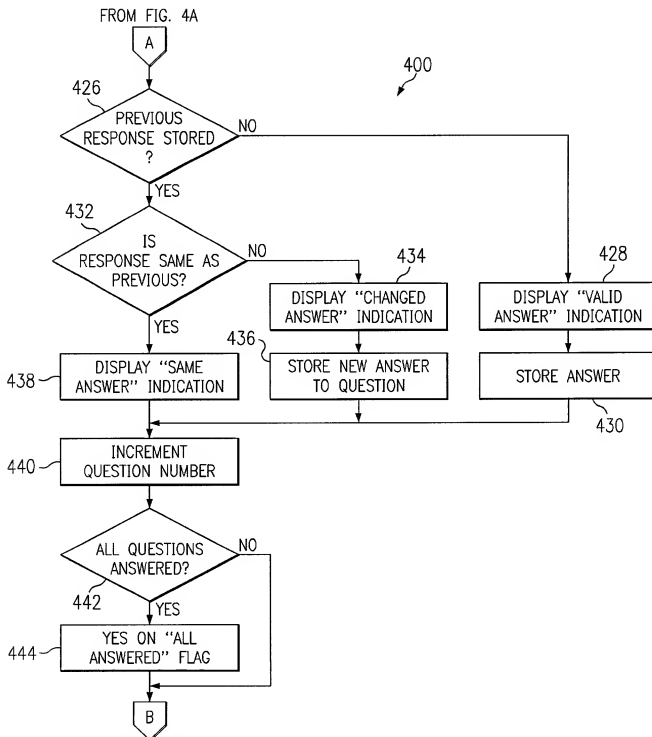 FROM FIG. 4A
A
400
426
PREVIOUS
RESPONSE STORED
?
NO
YES
432
IS
RESPONSE SAME AS
PREVIOUS?
NO
YES
434
DISPLAY “CHANGED
ANSWER” INDICATION
428
DISPLAY “VALID
ANSWER” INDICATION
436
STORE NEW ANSWER
TO QUESTION
STORE ANSWER
430
438
DISPLAY “SAME
ANSWER” INDICATION
440
INCREMENT
QUESTION NUMBER
ALL QUESTIONS
ANSWERED?
NO
442
YES
444
YES ON “ALL
ANSWERED” FLAG
B